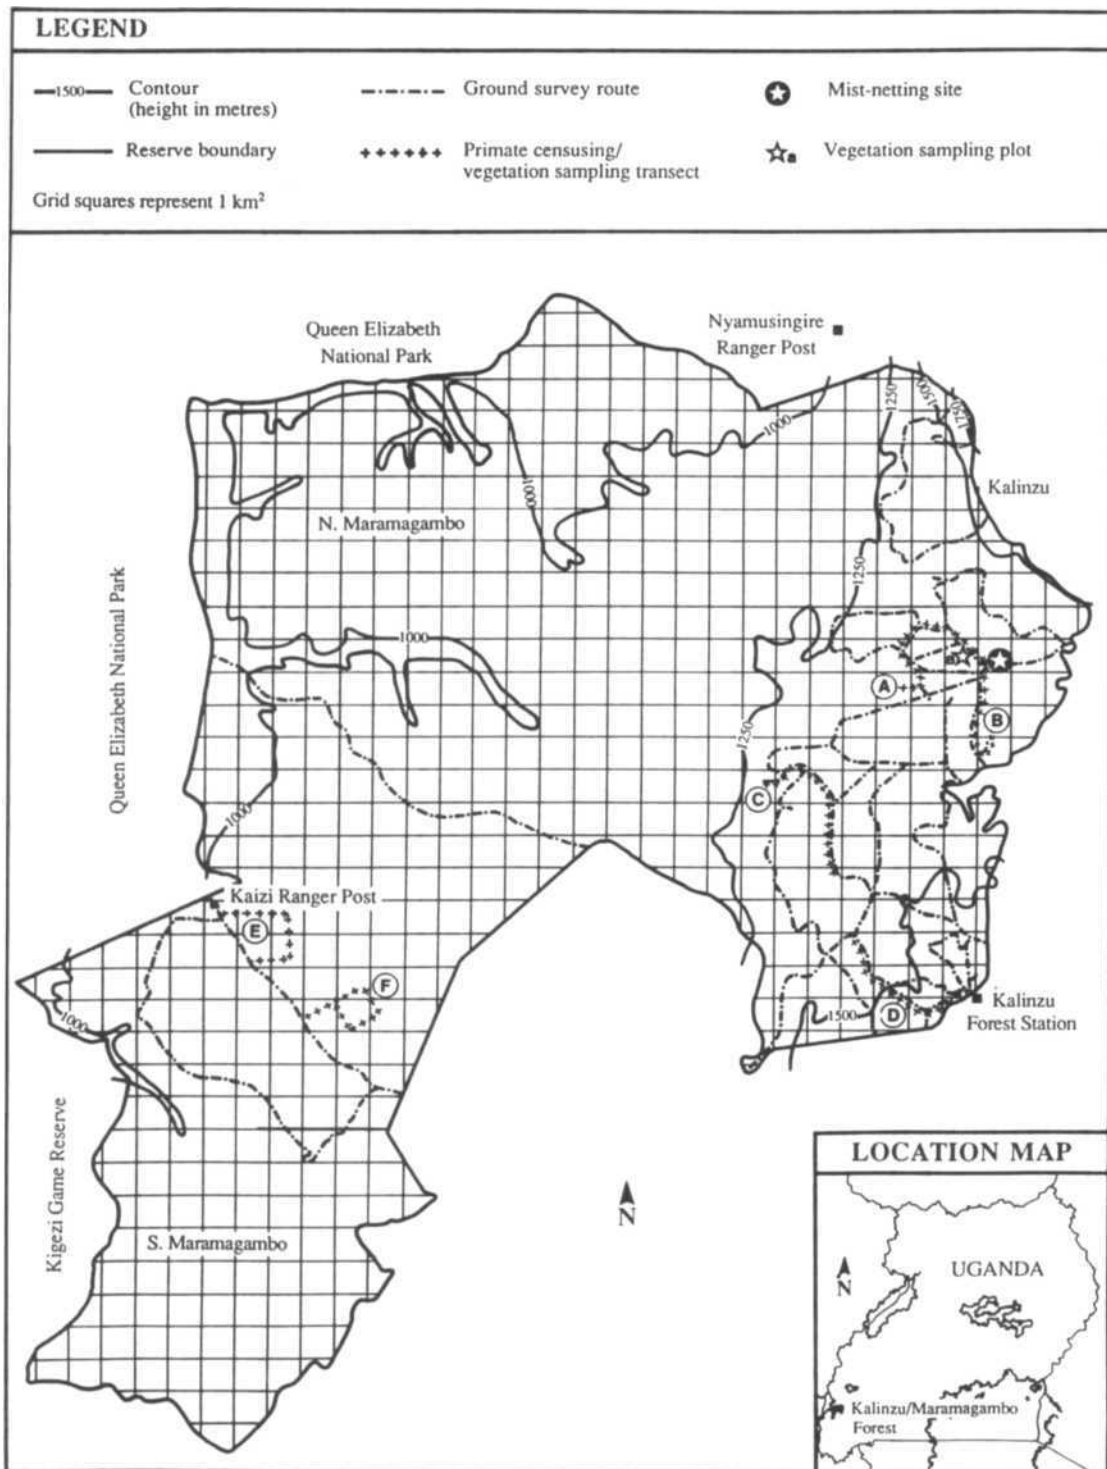 LEGEND
1500 Contour
(height in metres)
Ground survey route
Mist-netting site
Reserve boundary
Primate censusing/
vegetation sampling transect
a Vegetation sampling plot
Grid squares represent 1 km²
Queen Elizabeth
National Park
Nyamusingire
Ranger Post
1250
1500
1750
1000
Kalinzu
1000
N. Maramagambo
1250
Queen Elizabeth National Park
1000
a
A
B
1250
C
1000
Kaizi Ranger Post
E
F
1000
Kalinzu
Forest Station
1500
D
Kigezi Game Reserve
S. Maramagambo
N
LOCATION MAP
N
UGANDA
Kalinzu/Maramagambo
Forest